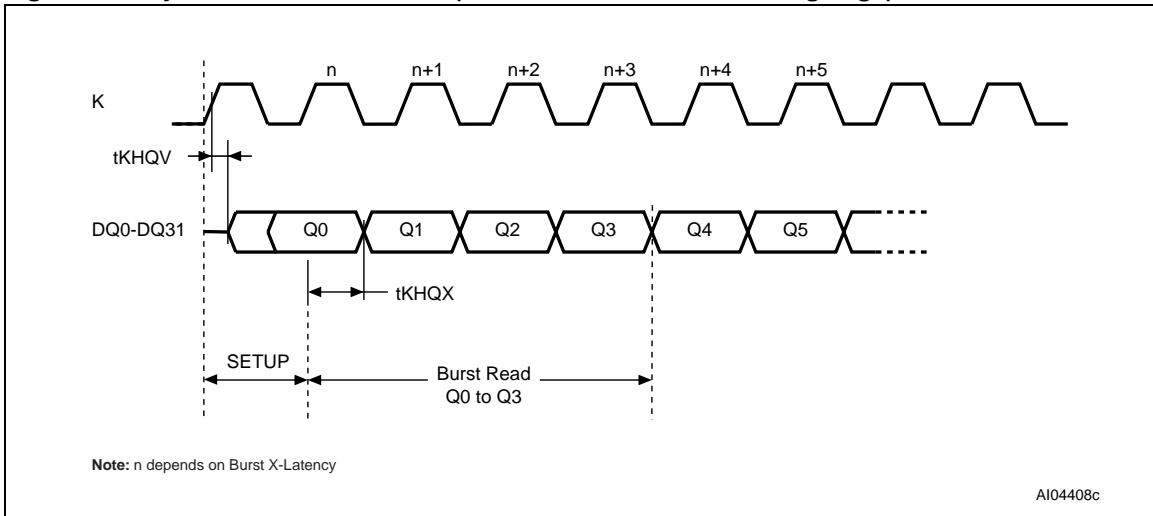 n n+1 n+2 n+3 n+4 n+5
K
tKHQV
DQ0-DQ31 Q0 Q1 Q2 Q3 Q4 Q5
tKHQX
SETUP
Burst Read
Q0 to Q3
Note: n depends on Burst X-Latency
AI04408c